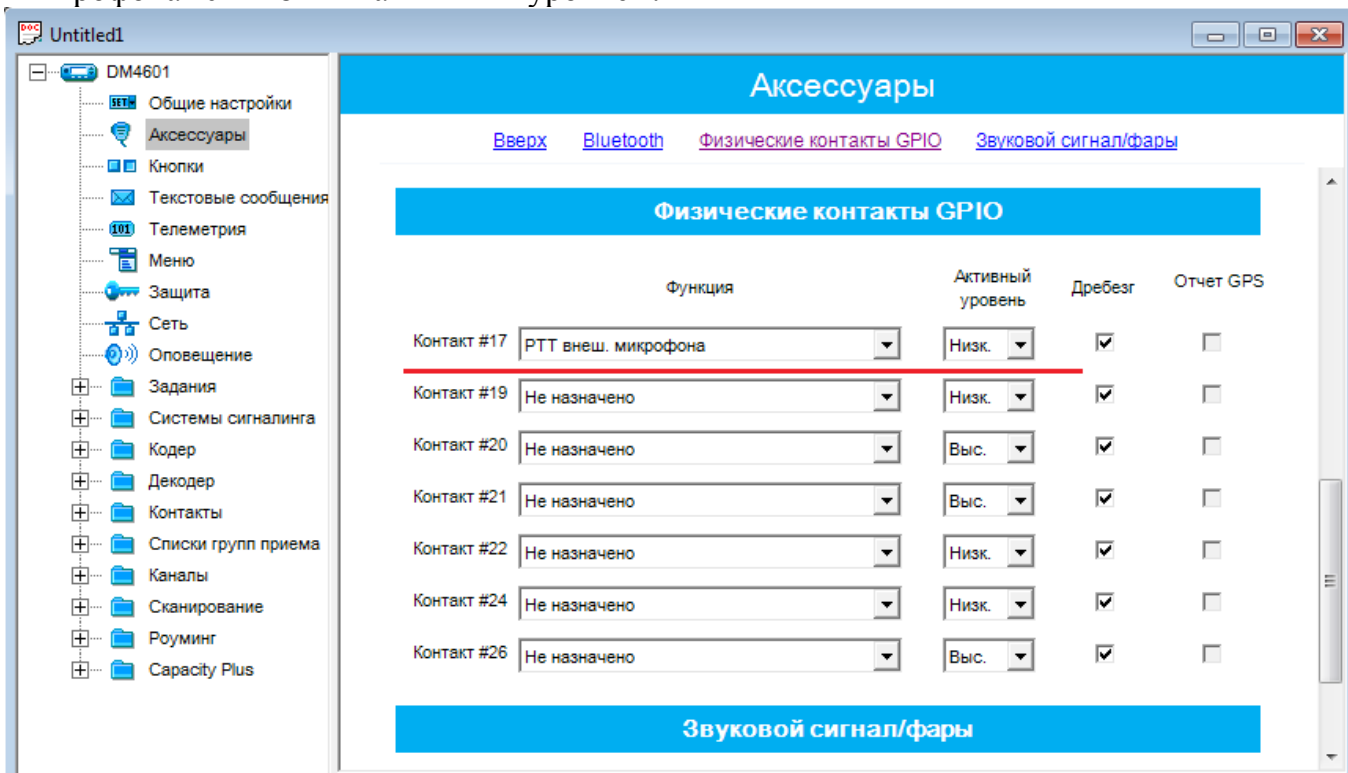 Untitled1
DM4601
Общие настройки
Аксессуары
Кнопки
Текстовые сообщения
Телеметрия
Меню
Защита
Сеть
Оповещение
Задания
Системы сигналинга
Кодер
Декодер
Контакты
Списки групп приема
Каналы
Сканирование
Роуминг
Capacity Plus
Аксессуары
Вверх Bluetooth Физические контакты GPIO Звуковой сигнал/фары
Физические контакты GPIO
Функция Активный уровень Дребезг Отчет GPS
Контакт #17 PTT внеш. микрофона Низк.
Контакт #19 Не назначено Низк.
Контакт #20 Не назначено Выс.
Контакт #21 Не назначено Выс.
Контакт #22 Не назначено Низк.
Контакт #24 Не назначено Низк.
Контакт #26 Не назначено Выс.
Звуковой сигнал/фары